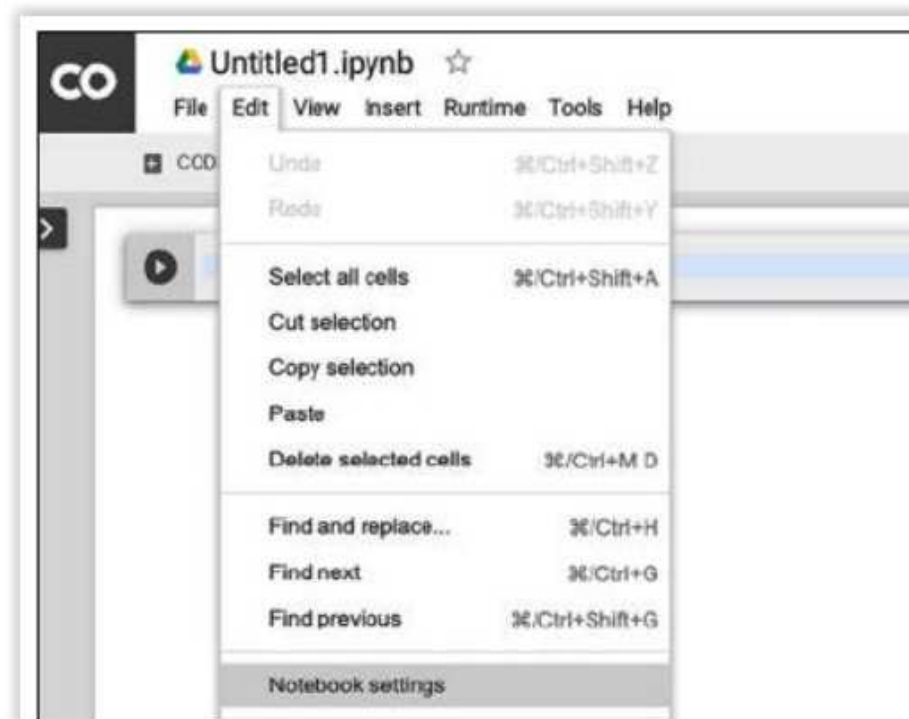 CO
Untitled1.ipynb
File Edit View Insert Runtime Tools Help
CCD
Undo ⌘/Ctrl+Shift+Z
Redo ⌘/Ctrl+Shift+Y
Select all cells ⌘/Ctrl+Shift+A
Cut selection
Copy selection
Paste
Delete selected cells ⌘/Ctrl+M D
Find and replace... ⌘/Ctrl+H
Find next ⌘/Ctrl+G
Find previous ⌘/Ctrl+Shift+G
Notebook settings